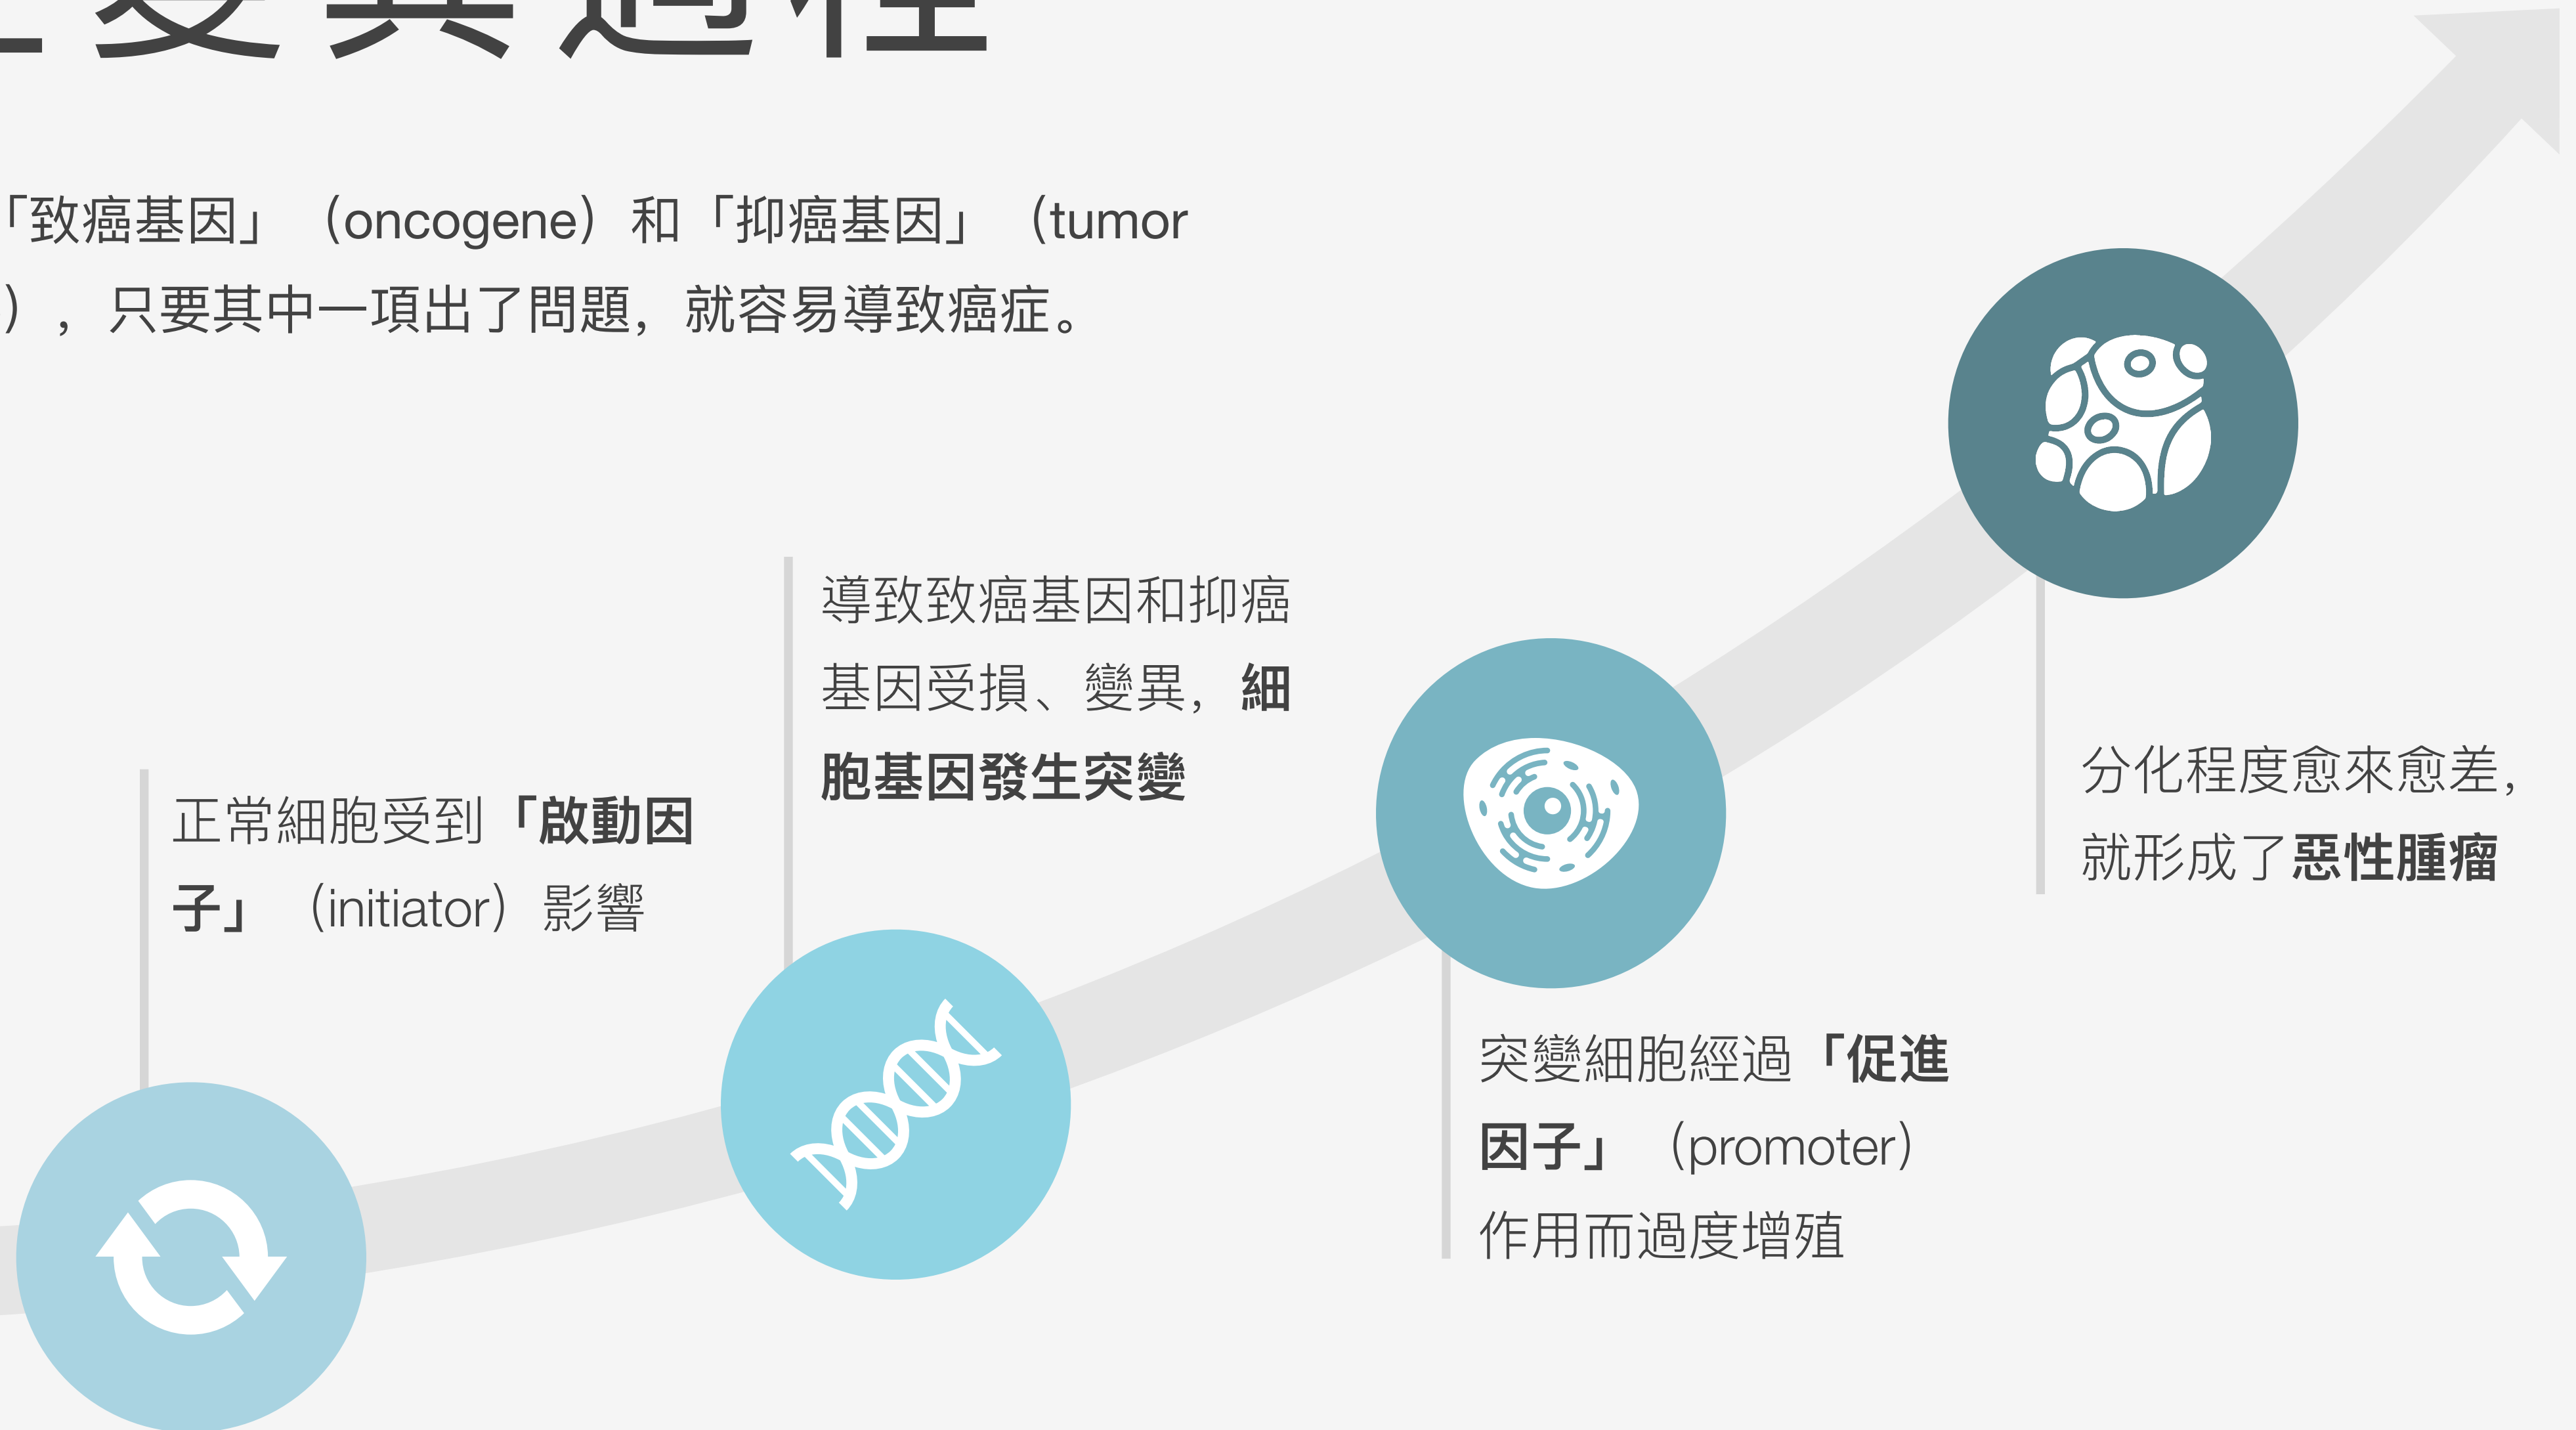 變異過程
「致癌基因」（oncogene）和「抑癌基因」（tumor
），只要其中一項出了問題，就容易導致癌症。
導致致癌基因和抑癌
基因受損、變異，細
胞基因發生突變
正常細胞受到「啟動因
子」（initiator）影響
分化程度愈來愈差，
就形成了惡性腫瘤
突變細胞經過「促進
因子」（promoter）
作用而過度增殖